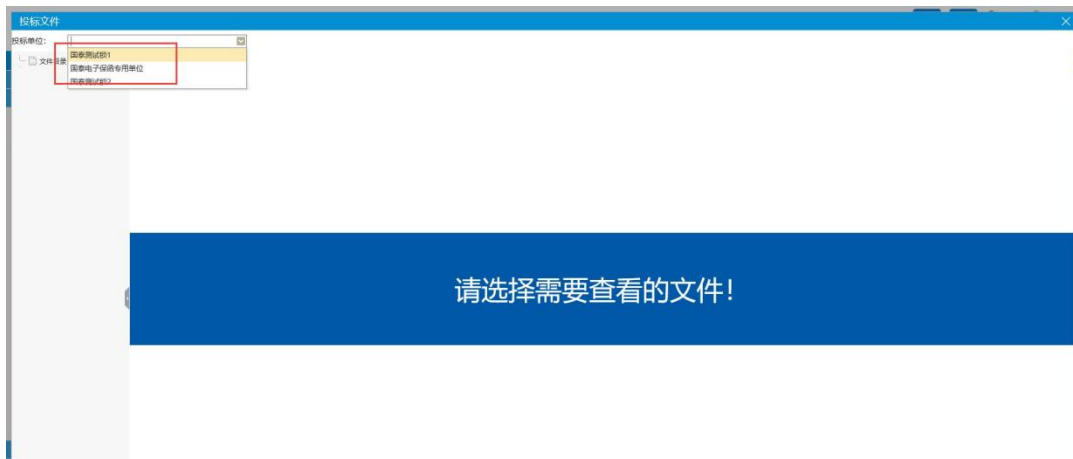 投标文件
投标单位：
国泰测试锁1
文件目录
国泰电子保函专用单位
国泰测试锁2
请选择需要查看的文件！